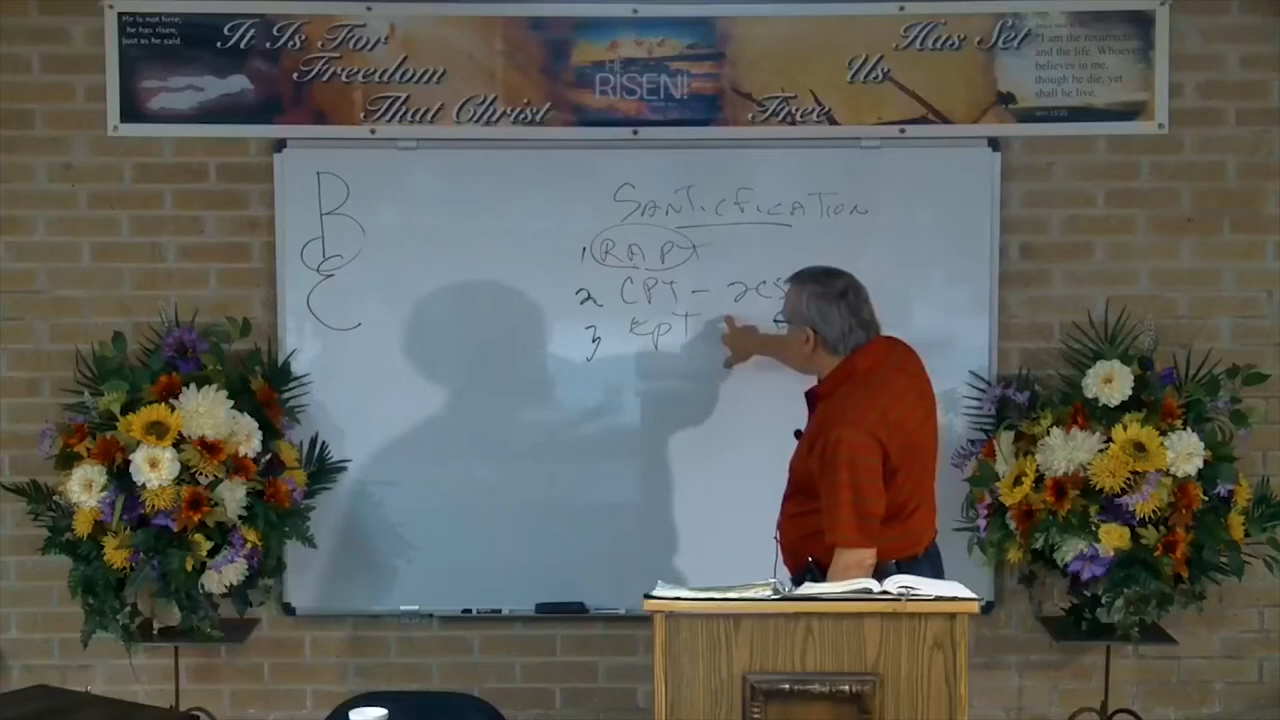 He is not here,
he has risen,
just as he said.
It Is For
Freedom
That Christ
HE
RISEN!
Has Set
Us
Free
"I am the resurrection
and the life. Whoever
believes in me,
though he die, yet
shall he live.
B
E
SANTICFICATION
1 RAPT
2 CPT -
3 EPT